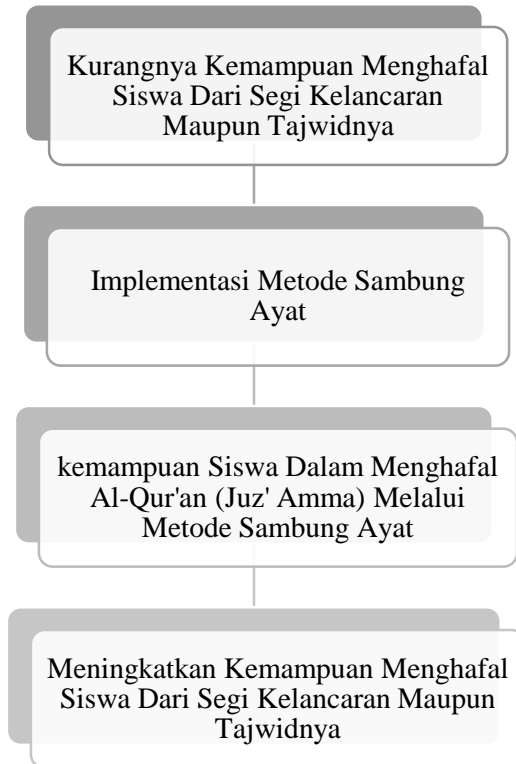 Kurangnya Kemampuan Menghafal
Siswa Dari Segi Kelancaran
Maupun Tajwidnya
Implementasi Metode Sambung
Ayat
kemampuan Siswa Dalam Menghafal
Al-Qur'an (Juz' Amma) Melalui
Metode Sambung Ayat
Meningkatkan Kemampuan Menghafal
Siswa Dari Segi Kelancaran Maupun
Tajwidnya